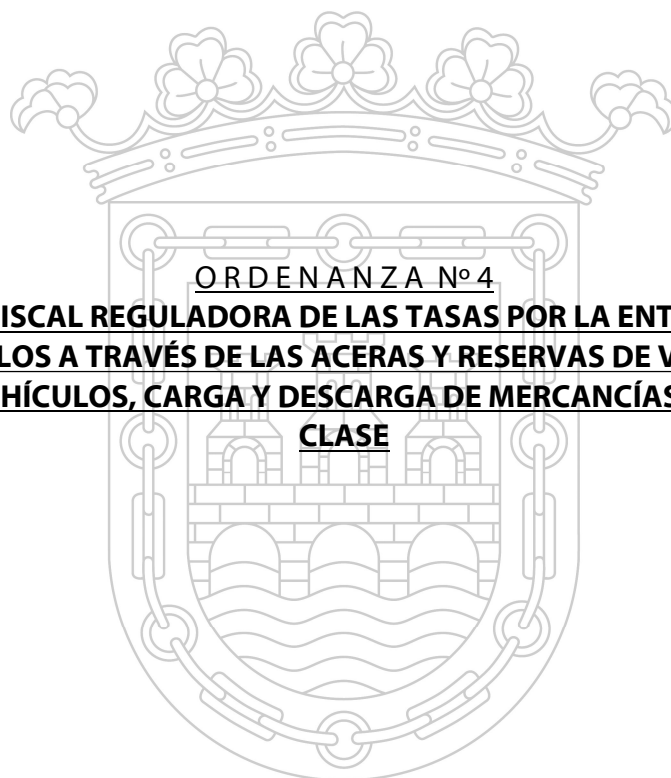 ORDENANZA Nº 4
ISCAL REGULADORA DE LAS TASAS POR LA ENT
LOS A TRAVÉS DE LAS ACERAS Y RESERVAS DE V
HÍCULOS, CARGA Y DESCARGA DE MERCANCÍAS
CLASE